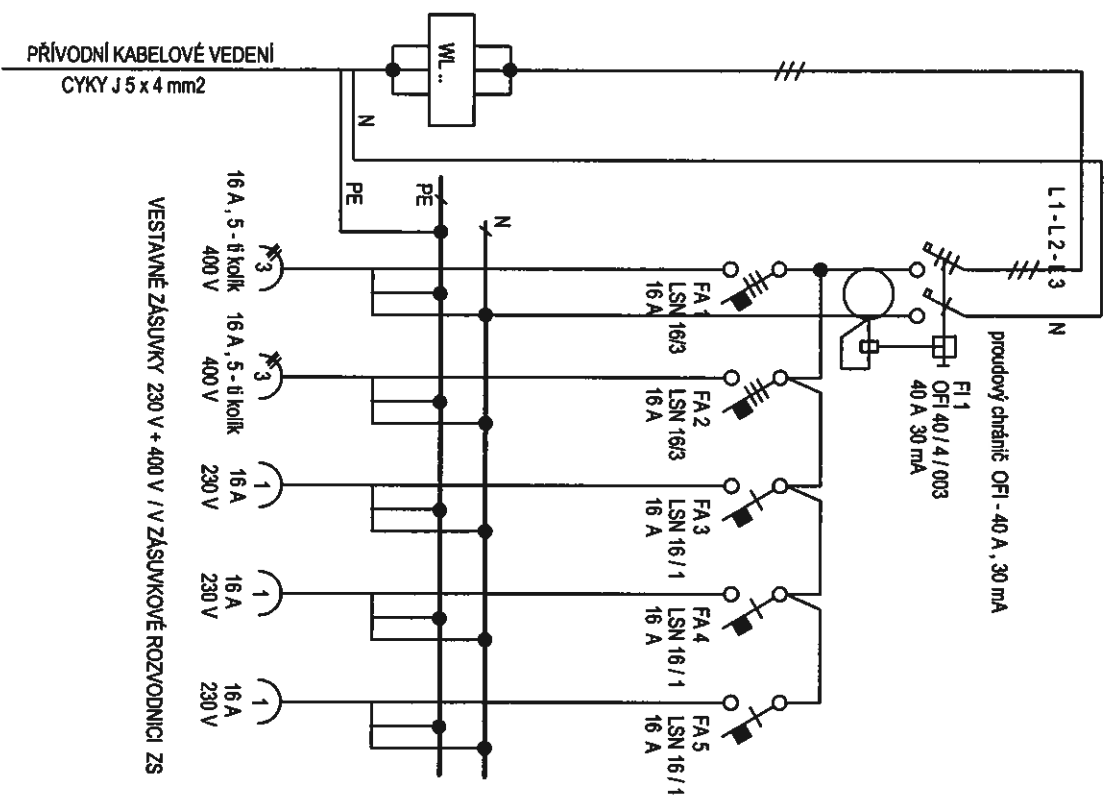 PŘÍVODNÍ KABELOVÉ VEDENÍ
CYKY J 5 x 4 mm2
WL ..
N
PE
PE
N
L 1 - L 2 - L 3
N
proudový chránič OFI - 40 A , 30 mA
FI 1
OFI 40 / 4 / 003
40 A 30 mA
FA 1
LSN 16/3
16 A
FA 2
LSN 16/3
16 A
FA 3
LSN 16 / 1
16 A
FA 4
LSN 16 / 1
16 A
FA 5
LSN 16 / 1
16 A
3
16 A , 5 - ti kolík
400 V
3
16 A , 5 - ti kolík
400 V
1
16 A
230 V
1
16 A
230 V
1
16 A
230 V
VESTAVNÉ ZÁSUVKY 230 V + 400 V / V ZÁSUVKOVÉ ROZVODNICI ZS